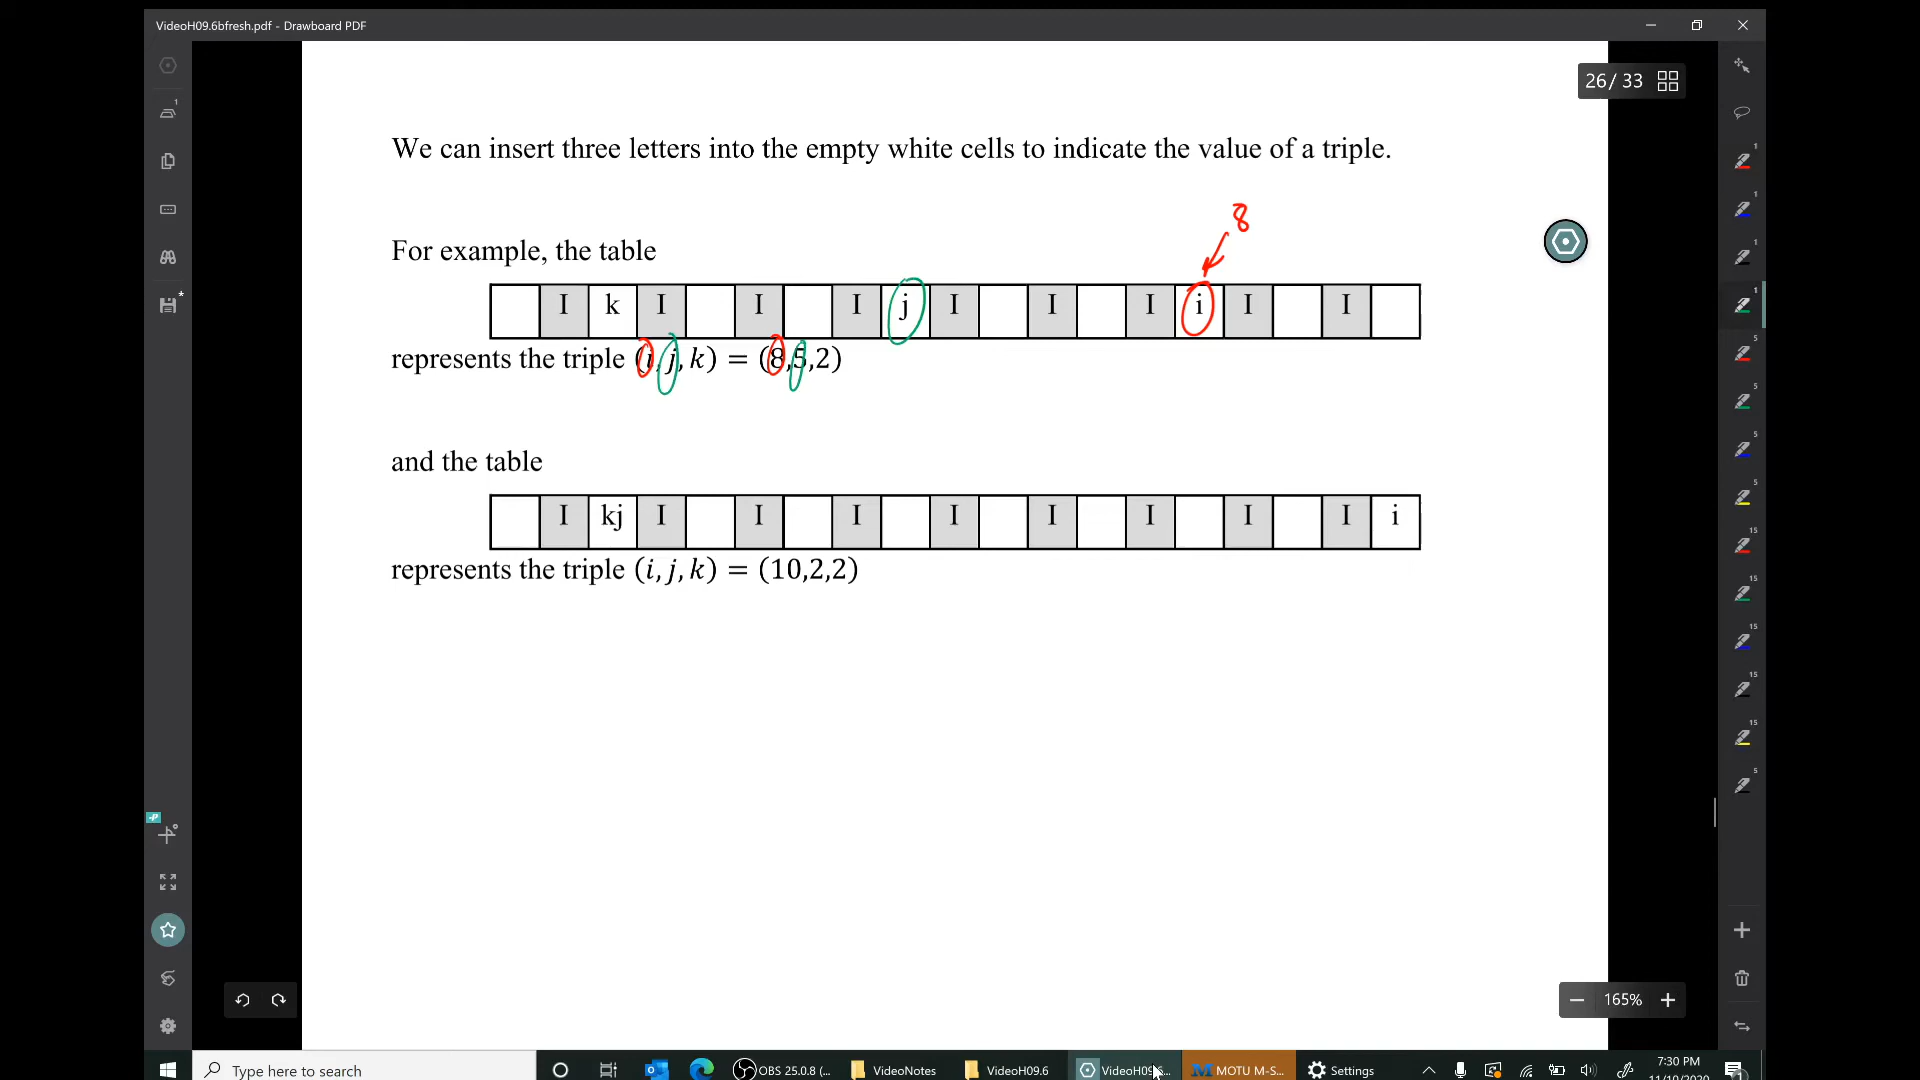 VideoH09.6bfresh.pdf - Drawboard PDF
26 / 33
We can insert three letters into the empty white cells to indicate the value of a triple.
8
For example, the table
I k I I I j I I I i I I
represents the triple (i, j, k) = (8,5,2)
and the table
I kj I I I I I I I I i
represents the triple (i, j, k) = (10,2,2)
165%
Type here to search
OBS 25.0.8 (...
VideoNotes
VideoH09.6
MOTU M-S...
Settings
7:30 PM